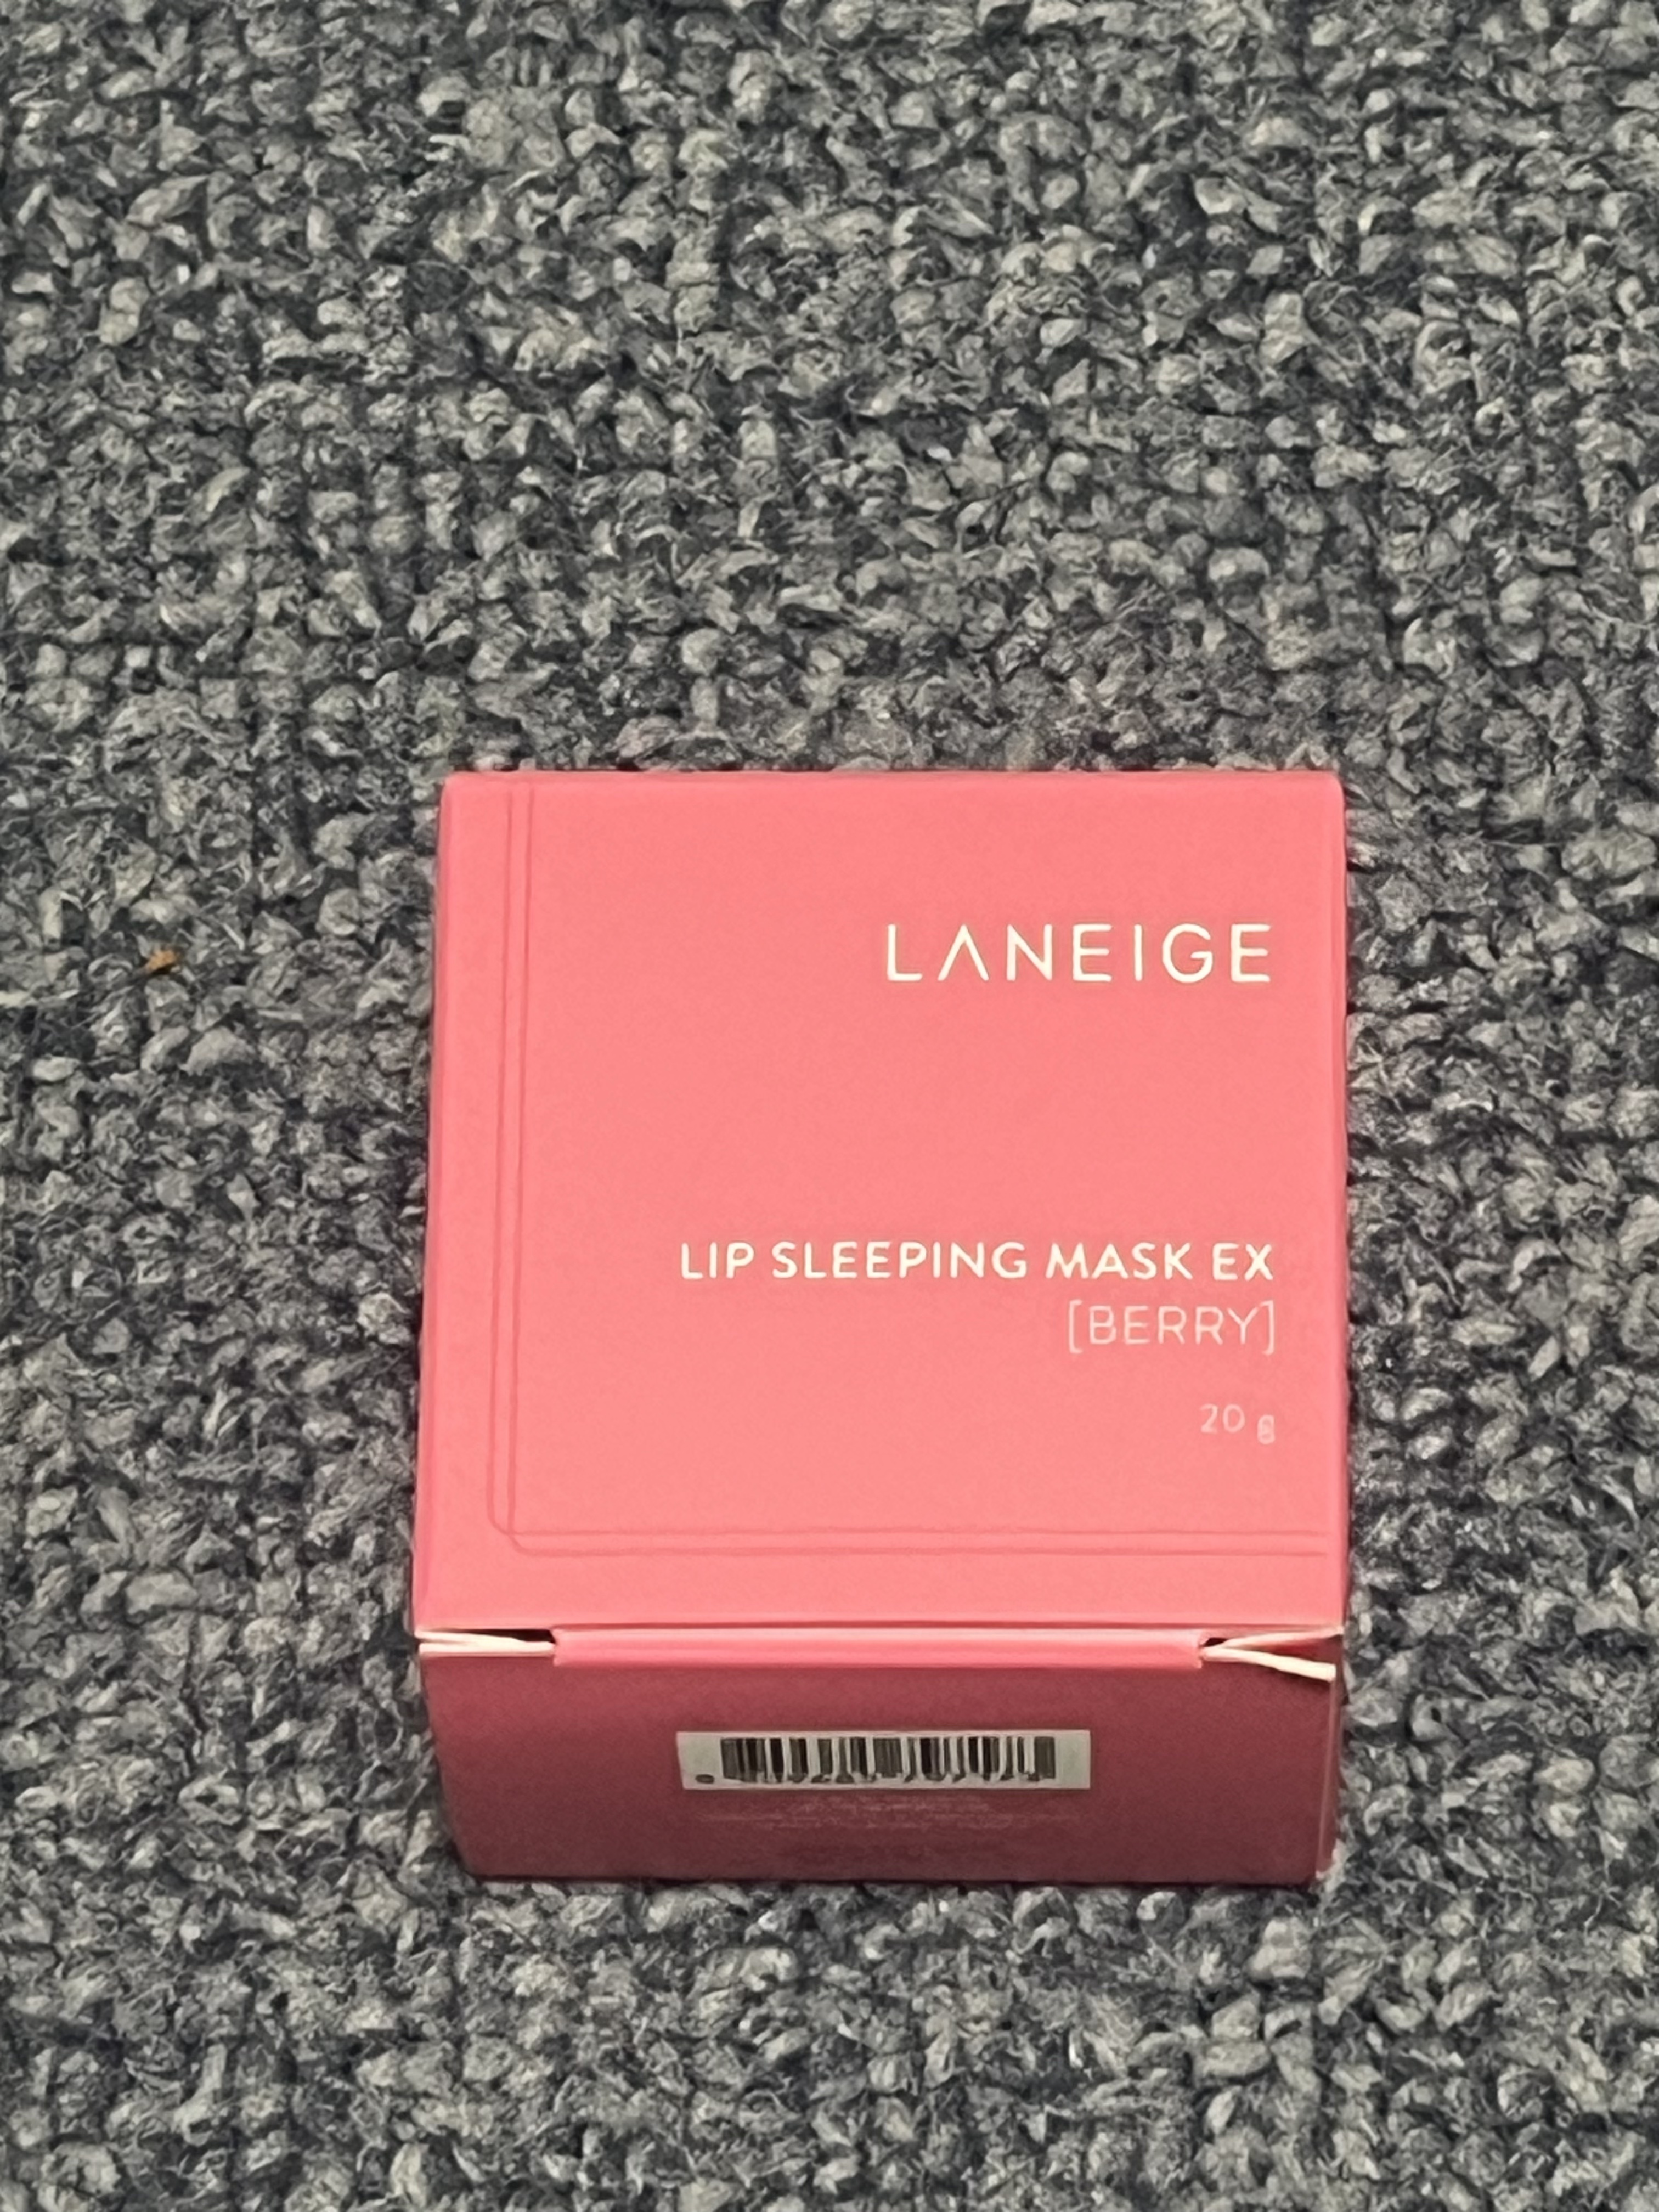 LANEIGE
LIP SLEEPING MASK EX
[BERRY]
20 g